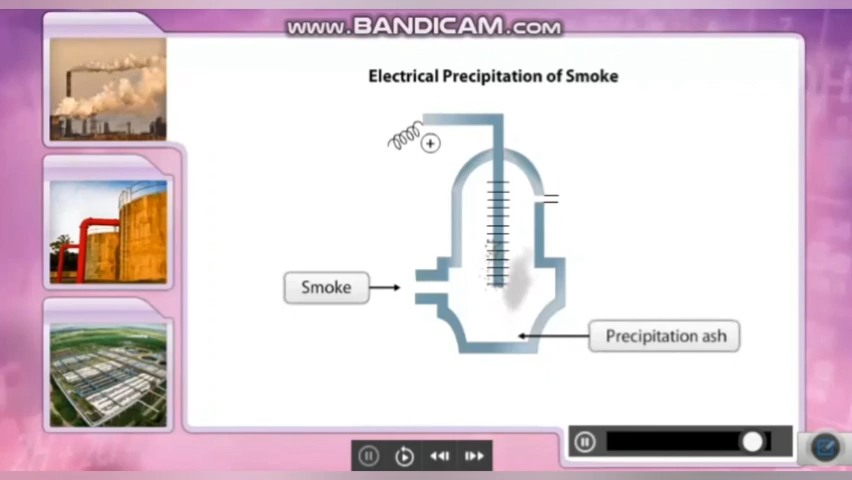 www.BANDICAM.com
Electrical Precipitation of Smoke
+
Smoke
Precipitation ash